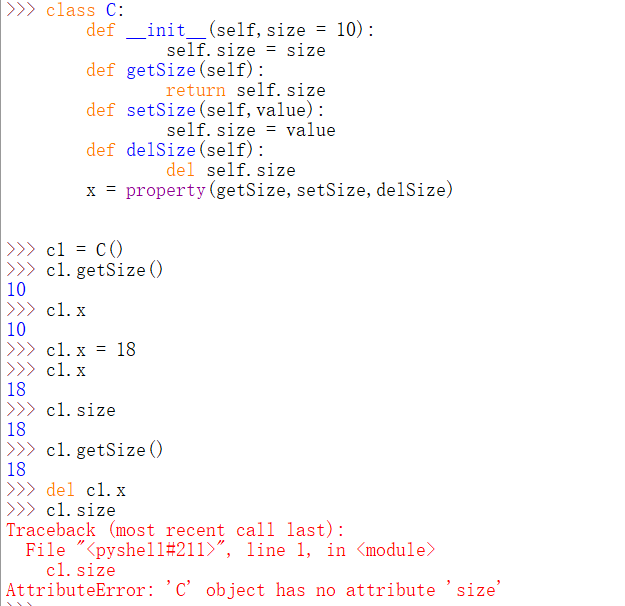 >>> class C:
        def __init__(self,size = 10):
                self.size = size
        def getSize(self):
                return self.size
        def setSize(self,value):
                self.size = value
        def delSize(self):
                del self.size
        x = property(getSize,setSize,delSize)
>>> c1 = C()
>>> c1.getSize()
10
>>> c1.x
10
>>> c1.x = 18
>>> c1.x
18
>>> c1.size
18
>>> c1.getSize()
18
>>> del c1.x
>>> c1.size
Traceback (most recent call last):
  File "<pyshell#211>", line 1, in <module>
    c1.size
AttributeError: 'C' object has no attribute 'size'
>>>